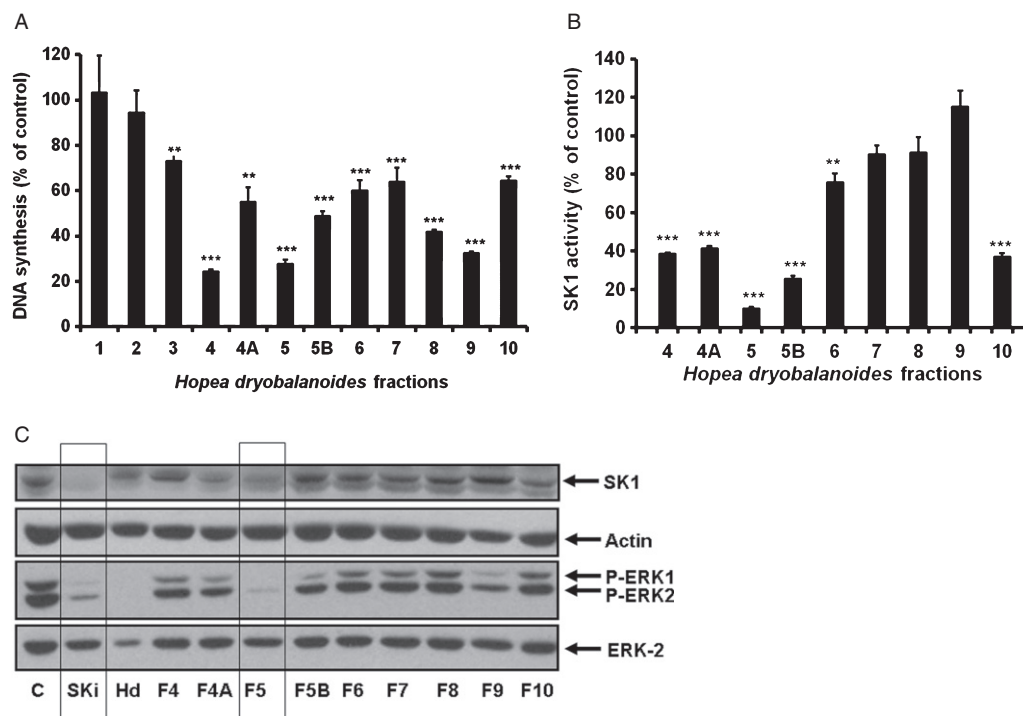 A
DNA synthesis (% of control)
120
100
80
60
40
20
0
** *** ** *** *** *** *** *** *** ***
1 2 3 4 4A 5 5B 6 7 8 9 10
Hopea dryobalanoides fractions
B
SK1 activity (% of control)
140
120
100
80
60
40
20
0
*** *** *** *** ** ***
4 4A 5 5B 6 7 8 9 10
Hopea dryobalanoides fractions
C
SK1
Actin
P-ERK1
P-ERK2
ERK-2
C SKi Hd F4 F4A F5 F5B F6 F7 F8 F9 F10